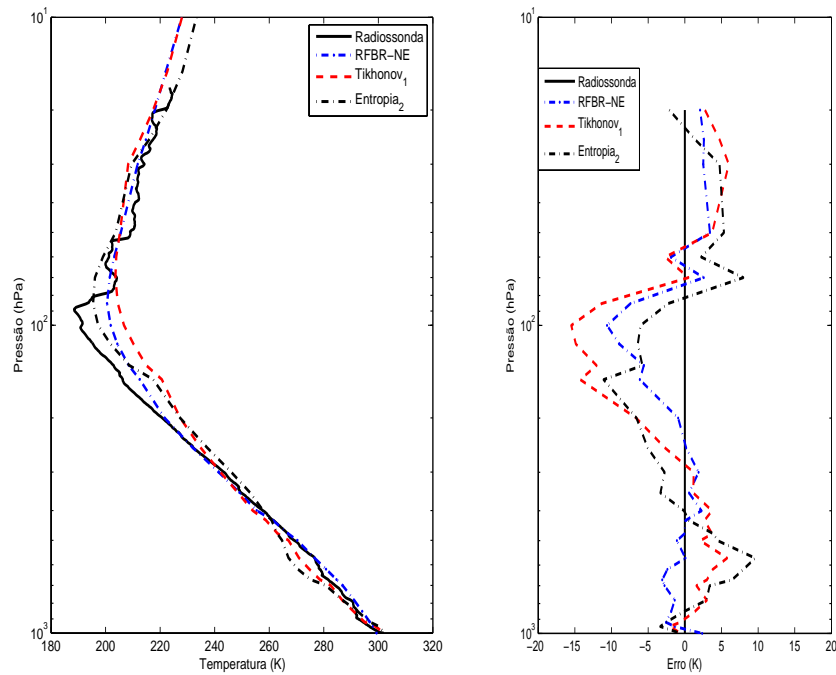 10¹
10²
10³
Pressão (hPa)
180 200 220 240 260 280 300 320
Temperatura (K)
Radiossonda
RFBR−NE
Tikhonov₁
Entropia₂
10¹
10²
10³
Pressão (hPa)
−20 −15 −10 −5 0 5 10 15 20
Erro (K)
Radiossonda
RFBR−NE
Tikhonov₁
Entropia₂